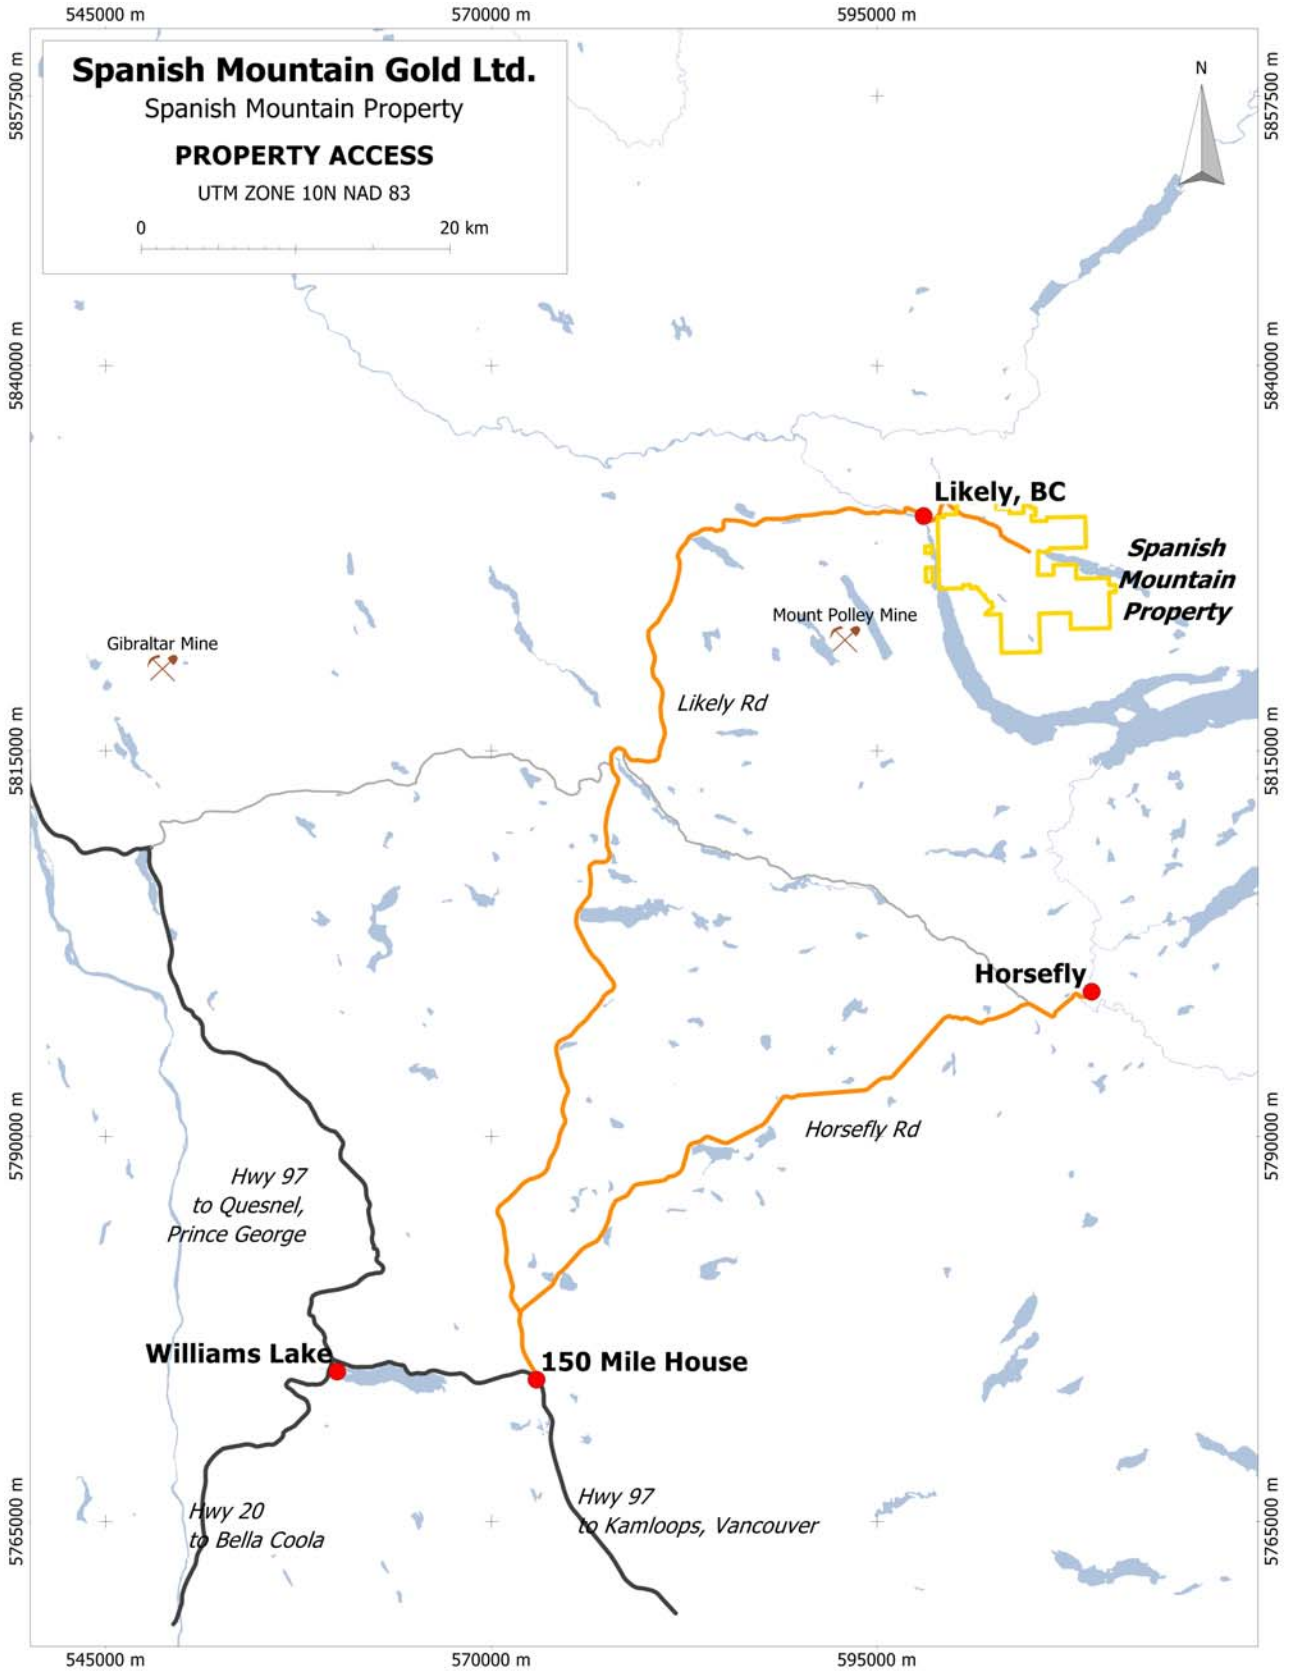 545000 m
570000 m
595000 m
Spanish Mountain Gold Ltd.
Spanish Mountain Property
PROPERTY ACCESS
UTM ZONE 10N NAD 83
0
20 km
N
5857500 m
5857500 m
5840000 m
5840000 m
Likely, BC
Spanish
Mountain
Property
Mount Polley Mine
Gibraltar Mine
Likely Rd
5815000 m
5815000 m
Horsefly
Horsefly Rd
5790000 m
5790000 m
Hwy 97
to Quesnel,
Prince George
Williams Lake
150 Mile House
Hwy 20
to Bella Coola
Hwy 97
to Kamloops, Vancouver
5765000 m
5765000 m
545000 m
570000 m
595000 m